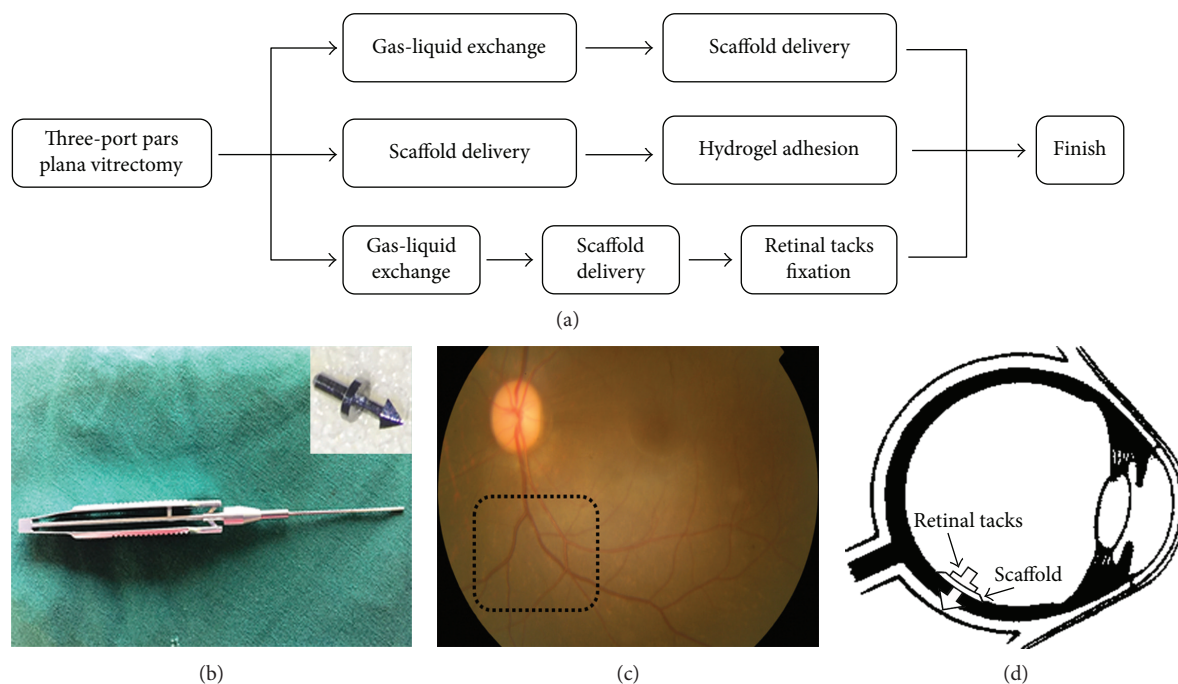 Gas-liquid exchange
Scaffold delivery
Three-port pars
plana vitrectomy
Scaffold delivery
Hydrogel adhesion
Finish
Gas-liquid
exchange
Scaffold
delivery
Retinal tacks
fixation
(a)
Retinal tacks
Scaffold
(b)
(c)
(d)